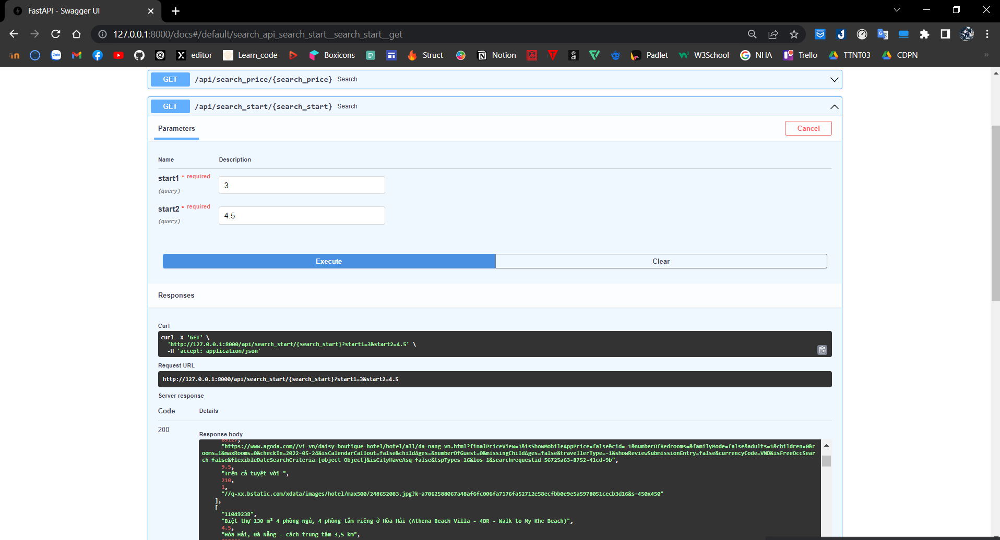 FastAPI - Swagger UI
127.0.0.1:8000/docs#/default/search_api_search_start__search_start__get
editor Learn_code Boxicons Struct Notion Padlet W3School NHA Trello TTNT03 CDPN »
GET /api/search_price/{search_price} Search
GET /api/search_start/{search_start} Search
Parameters Cancel
Name Description
start1 * required
(query)
3
start2 * required
(query)
4.5
Execute Clear
Responses
Curl
curl -X 'GET' \
'http://127.0.0.1:8000/api/search_start/{search_start}?start1=3&start2=4.5' \
-H 'accept: application/json'
Request URL
http://127.0.0.1:8000/api/search_start/{search_start}?start1=3&start2=4.5
Server response
Code Details
200
Response body
"https://www.agoda.com//vi-vn/daisy-boutique-hotel/hotel/all/da-nang-vn.html?finalPriceView=1&isShowMobileAppPrice=false&cid=-1&numberOfBedrooms=&familyMode=false&adults=1&children=0&r
ooms=1&maxRooms=0&checkIn=2022-05-24&isCalendarCallout=false&childAges=&numberOfGuest=0&missingChildAges=false&travellerType=-1&showReviewSubmissionEntry=false&currencyCode=VND&isFreeOccSea
rch=false&flexibleDateSearchCriteria=[object Object]&isCityHaveAsq=false&tspTypes=16&los=1&searchrequestid=56725a63-8752-41cd-9b",
9.5,
"Trên cả tuyệt vời ",
210,
1,
"//q-xx.bstatic.com/xdata/images/hotel/max500/248652083.jpg?k=a7062588067a48af6fc006fa7176fa52712e58ecfbb0e9e5a5978051cecb3d16&s=450x450"
],
[
"11049238",
"Biệt thự 130 m² 4 phòng ngủ, 4 phòng tắm riêng ở Hòa Hải (Athena Beach Villa - 4BR - Walk to My Khe Beach)",
4.5,
"Hòa Hải, Đà Nẵng - cách trung tâm 3,5 km",